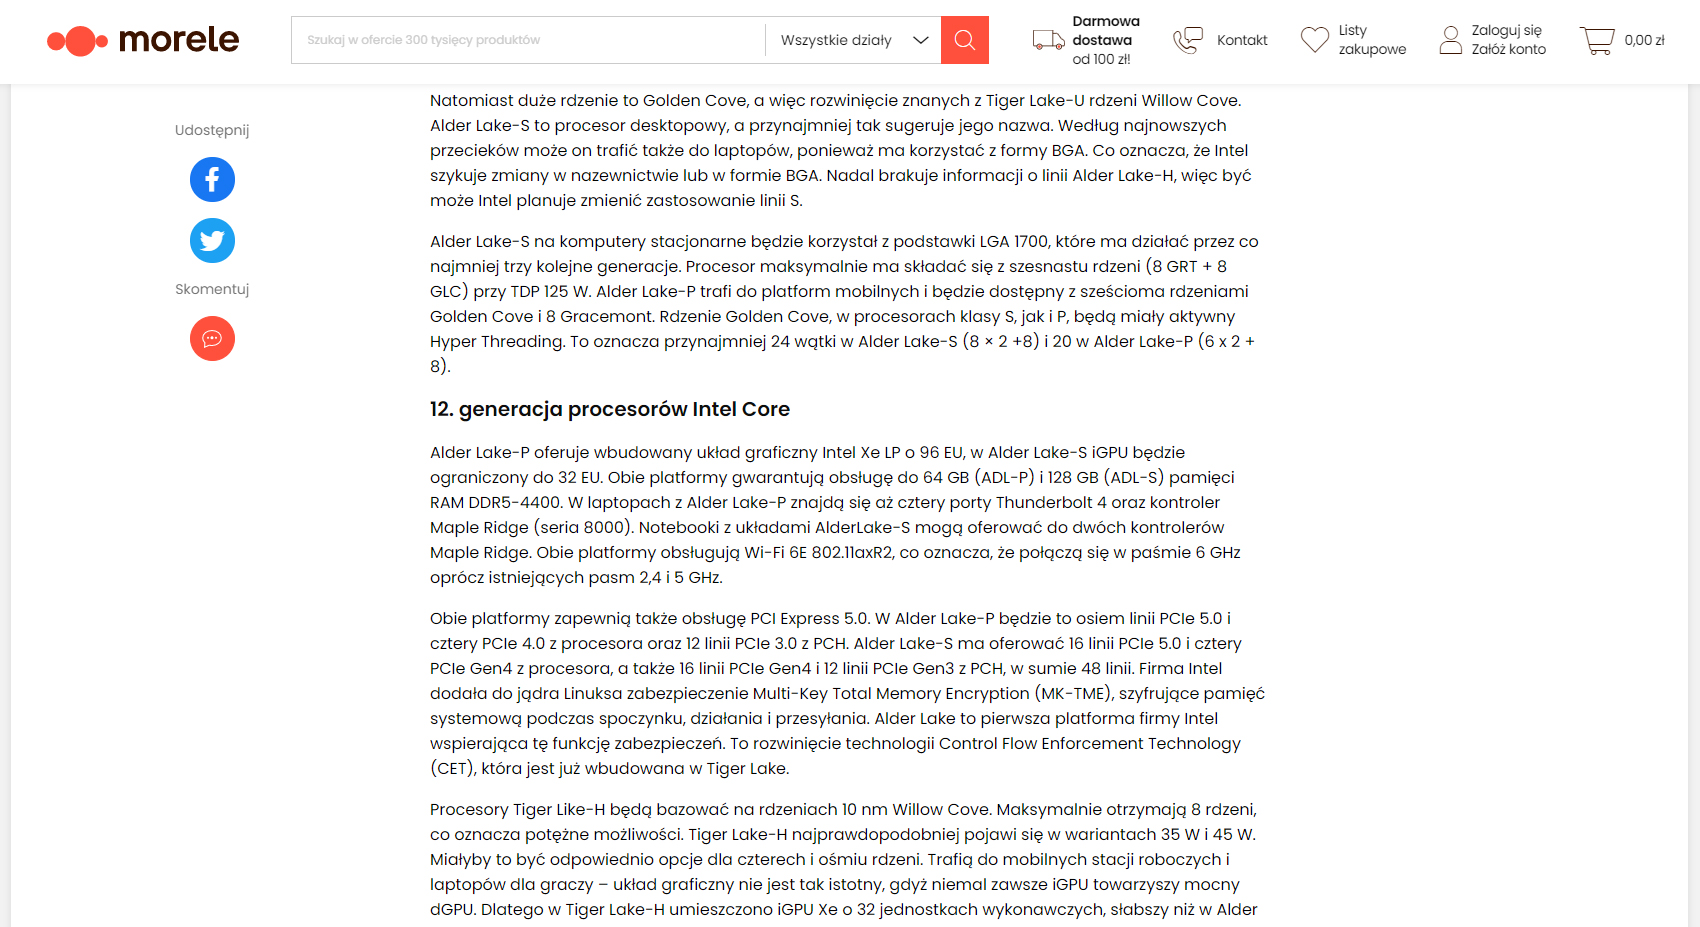 morele
Szukaj w ofercie 300 tysięcy produktów
Wszystkie działy
Darmowa
dostawa
od 100 zł!
Kontakt
Listy
zakupowe
Zaloguj się
Załóż konto
0,00 zł
Udostępnij
Skomentuj
Natomiast duże rdzenie to Golden Cove, a więc rozwinięcie znanych z Tiger Lake-U rdzeni Willow Cove.
Alder Lake-S to procesor desktopowy, a przynajmniej tak sugeruje jego nazwa. Według najnowszych
przecieków może on trafić także do laptopów, ponieważ ma korzystać z formy BGA. Co oznacza, że Intel
szykuje zmiany w nazewnictwie lub w formie BGA. Nadal brakuje informacji o linii Alder Lake-H, więc być
może Intel planuje zmienić zastosowanie linii S.
Alder Lake-S na komputery stacjonarne będzie korzystał z podstawki LGA 1700, które ma działać przez co
najmniej trzy kolejne generacje. Procesor maksymalnie ma składać się z szesnastu rdzeni (8 GRT + 8
GLC) przy TDP 125 W. Alder Lake-P trafi do platform mobilnych i będzie dostępny z sześcioma rdzeniami
Golden Cove i 8 Gracemont. Rdzenie Golden Cove, w procesorach klasy S, jak i P, będą miały aktywny
Hyper Threading. To oznacza przynajmniej 24 wątki w Alder Lake-S (8 × 2 +8) i 20 w Alder Lake-P (6 x 2 +
8).
12. generacja procesorów Intel Core
Alder Lake-P oferuje wbudowany układ graficzny Intel Xe LP o 96 EU, w Alder Lake-S iGPU będzie
ograniczony do 32 EU. Obie platformy gwarantują obsługę do 64 GB (ADL-P) i 128 GB (ADL-S) pamięci
RAM DDR5-4400. W laptopach z Alder Lake-P znajdą się aż cztery porty Thunderbolt 4 oraz kontroler
Maple Ridge (seria 8000). Notebooki z układami AlderLake-S mogą oferować do dwóch kontrolerów
Maple Ridge. Obie platformy obsługują Wi-Fi 6E 802.11axR2, co oznacza, że połączą się w paśmie 6 GHz
oprócz istniejących pasm 2,4 i 5 GHz.
Obie platformy zapewnią także obsługę PCI Express 5.0. W Alder Lake-P będzie to osiem linii PCIe 5.0 i
cztery PCIe 4.0 z procesora oraz 12 linii PCIe 3.0 z PCH. Alder Lake-S ma oferować 16 linii PCIe 5.0 i cztery
PCIe Gen4 z procesora, a także 16 linii PCIe Gen4 i 12 linii PCIe Gen3 z PCH, w sumie 48 linii. Firma Intel
dodała do jądra Linuksa zabezpieczenie Multi-Key Total Memory Encryption (MK-TME), szyfrujące pamięć
systemową podczas spoczynku, działania i przesyłania. Alder Lake to pierwsza platforma firmy Intel
wspierająca tę funkcję zabezpieczeń. To rozwinięcie technologii Control Flow Enforcement Technology
(CET), która jest już wbudowana w Tiger Lake.
Procesory Tiger Like-H będą bazować na rdzeniach 10 nm Willow Cove. Maksymalnie otrzymają 8 rdzeni,
co oznacza potężne możliwości. Tiger Lake-H najprawdopodobniej pojawi się w wariantach 35 W i 45 W.
Miałyby to być odpowiednio opcje dla czterech i ośmiu rdzeni. Trafią do mobilnych stacji roboczych i
laptopów dla graczy – układ graficzny nie jest tak istotny, gdyż niemal zawsze iGPU towarzyszy mocny
dGPU. Dlatego w Tiger Lake-H umieszczono iGPU Xe o 32 jednostkach wykonawczych, słabszy niż w Alder